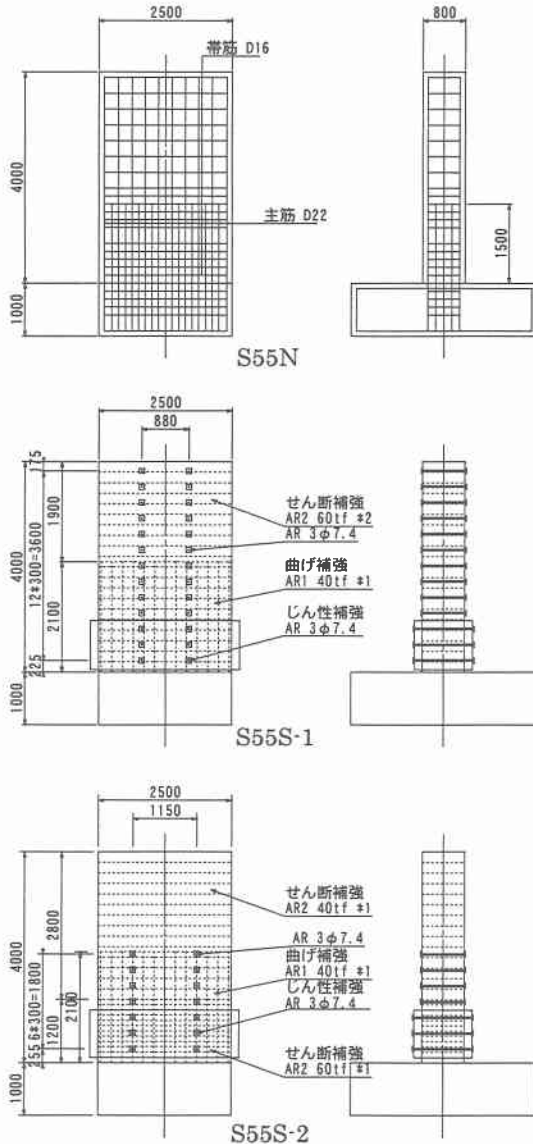 2500
800
帯筋 D16
4000
主筋 D22
1500
1000
S55N
2500
880
175
1900
せん断補強
AR2 60tf *2
AR 3φ7.4
4000
12*300=3600
曲げ補強
AR1 40tf *1
2100
じん性補強
AR 3φ7.4
225
1000
S55S-1
2500
1150
2800
せん断補強
AR2 40tf *1
4000
AR 3φ7.4
曲げ補強
AR1 40tf *1
6*300=1800
2100
じん性補強
AR 3φ7.4
1200
255
せん断補強
AR2 60tf *1
1000
S55S-2